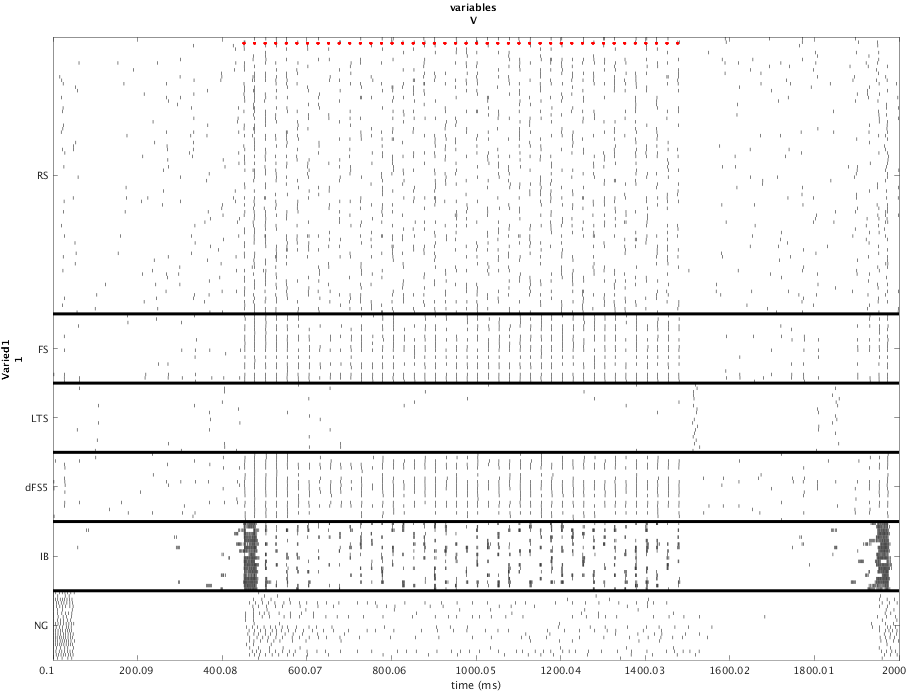 variables
V
RS
FS
Varied1
1
LTS
dFS5
IB
NG
0.1 200.09 400.08 600.07 800.06 1000.05 1200.04 1400.03 1600.02 1800.01 2000
time (ms)